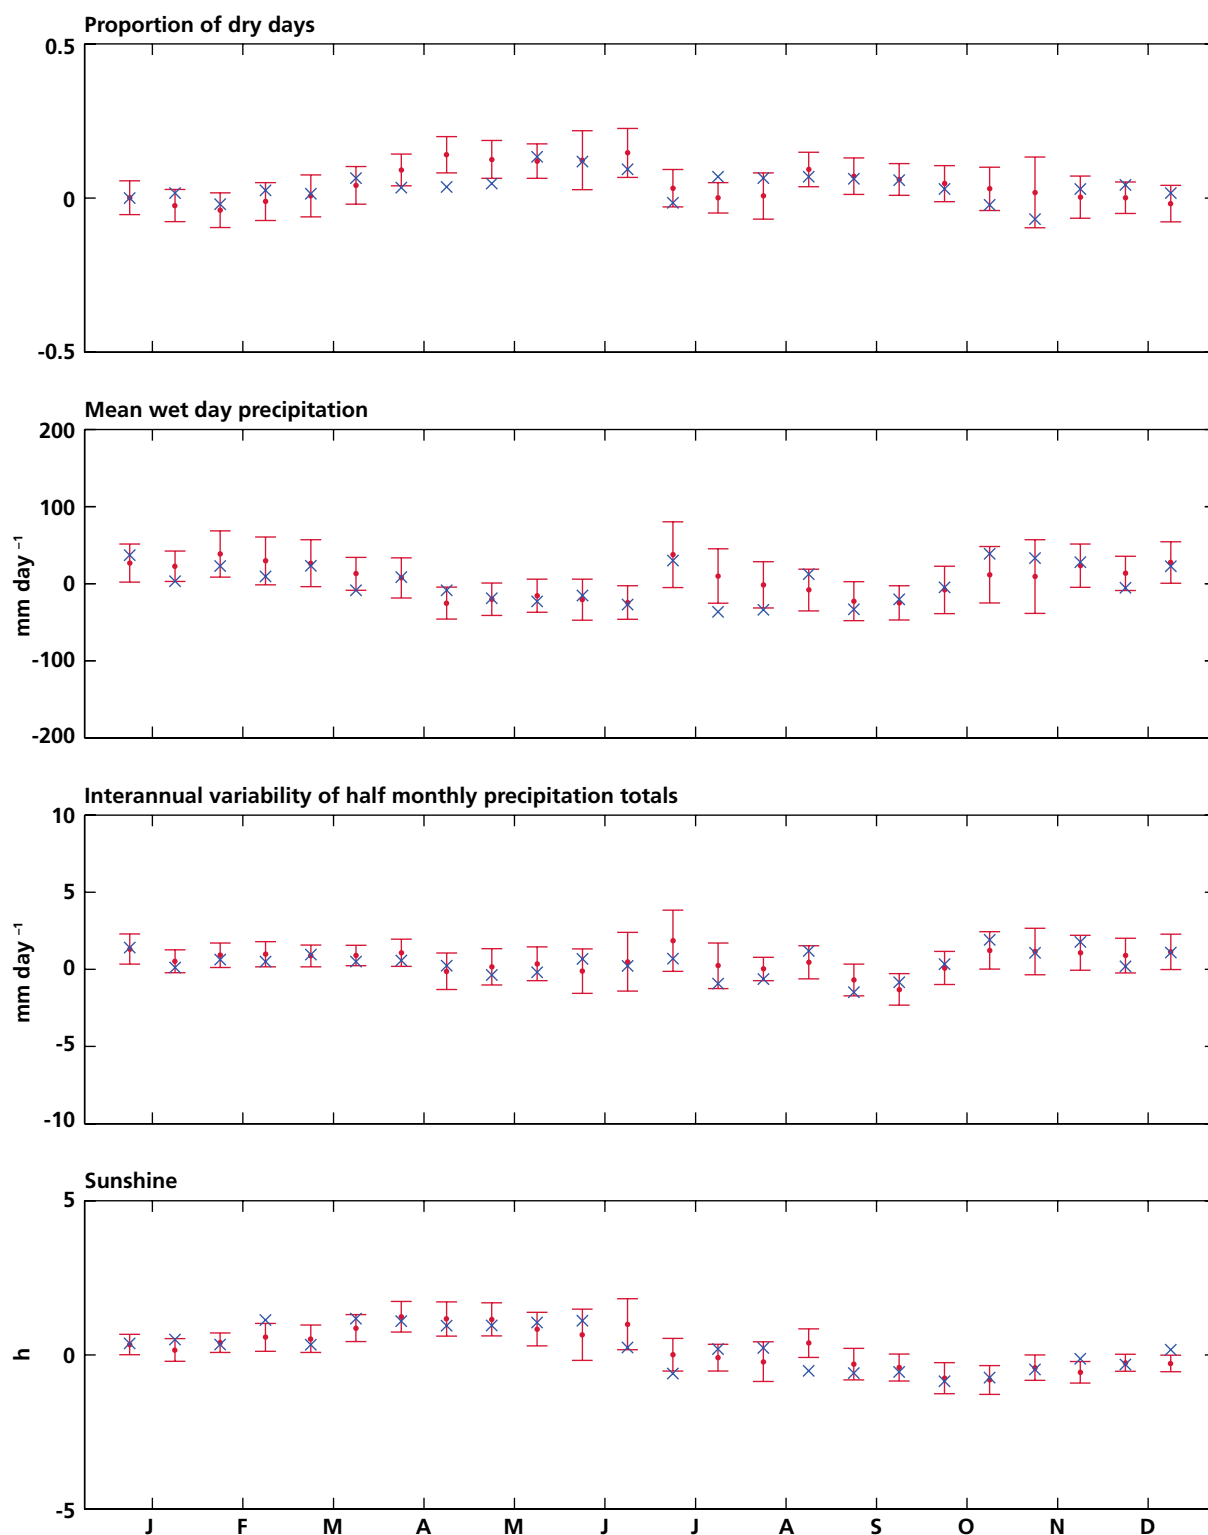 Proportion of dry days
0.5
0
-0.5
Mean wet day precipitation
200
100
0
-100
-200
mm day ⁻¹
Interannual variability of half monthly precipitation totals
10
5
0
-5
-10
mm day ⁻¹
Sunshine
5
0
-5
h
J F M A M J J A S O N D